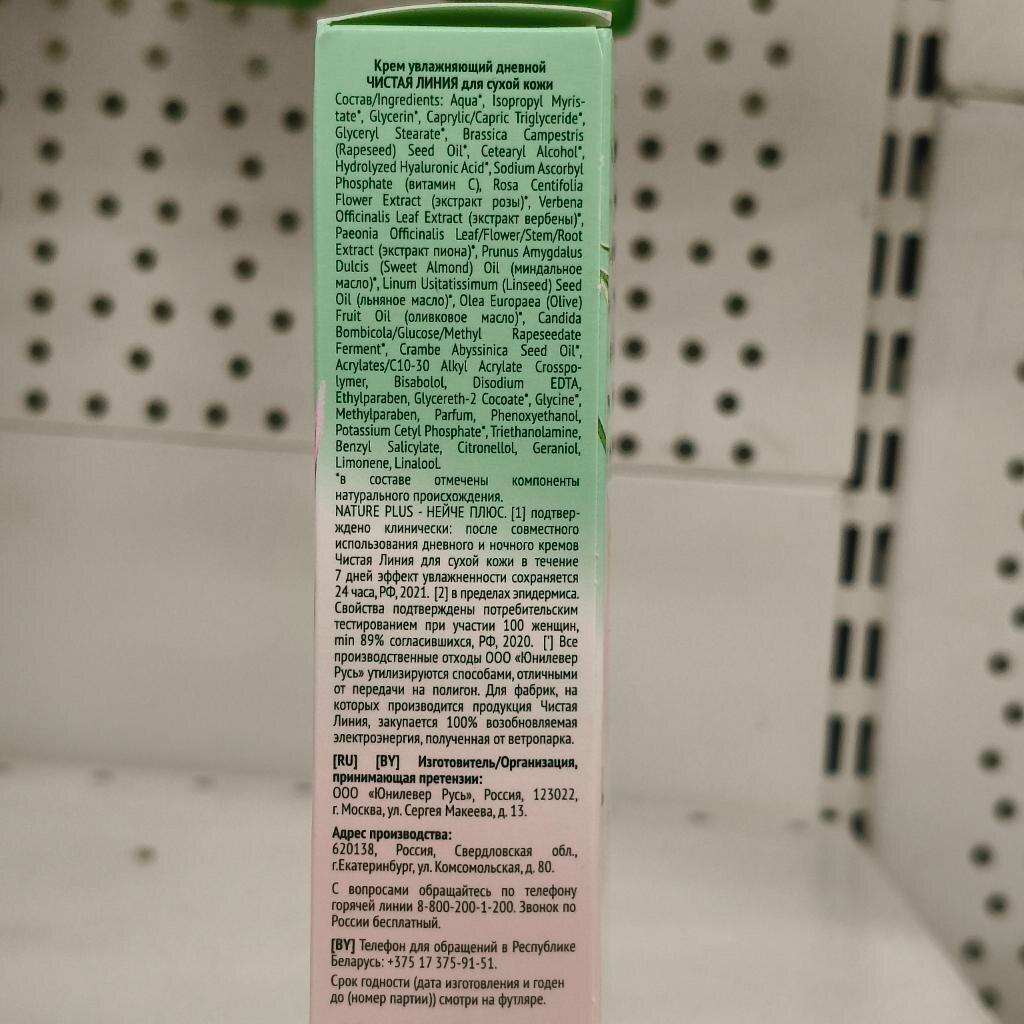 Крем увлажняющий дневной
ЧИСТАЯ ЛИНИЯ для сухой кожи
Состав/Ingredients: Aqua*, Isopropyl Myris-
tate*, Glycerin*, Caprylic/Capric Triglyceride*,
Glyceryl Stearate*, Brassica Campestris
(Rapeseed) Seed Oil*, Cetearyl Alcohol*,
Hydrolyzed Hyaluronic Acid*, Sodium Ascorbyl
Phosphate (витамин С), Rosa Centifolia
Flower Extract (экстракт розы)*, Verbena
Officinalis Leaf Extract (экстракт вербены)*,
Paeonia Officinalis Leaf/Flower/Stem/Root
Extract (экстракт пиона)*, Prunus Amygdalus
Dulcis (Sweet Almond) Oil (миндальное
масло)*, Linum Usitatissimum (Linseed) Seed
Oil (льняное масло)*, Olea Europaea (Olive)
Fruit Oil (оливковое масло)*, Candida
Bombicola/Glucose/Methyl Rapeseedate
Ferment*, Crambe Abyssinica Seed Oil*,
Acrylates/C10-30 Alkyl Acrylate Crosspo-
lymer, Bisabolol, Disodium EDTA,
Ethylparaben, Glycereth-2 Cocoate*, Glycine*,
Methylparaben, Parfum, Phenoxyethanol,
Potassium Cetyl Phosphate*, Triethanolamine,
Benzyl Salicylate, Citronellol, Geraniol,
Limonene, Linalool.
*в составе отмечены компоненты
натурального происхождения.
NATURE PLUS - НЕЙЧЕ ПЛЮС. [1] подтвер-
ждено клинически: после совместного
использования дневного и ночного кремов
Чистая Линия для сухой кожи в течение
7 дней эффект увлажненности сохраняется
24 часа, РФ, 2021. [2] в пределах эпидермиса.
Свойства подтверждены потребительским
тестированием при участии 100 женщин,
min 89% согласившихся, РФ, 2020. [*] Все
производственные отходы ООО «Юнилевер
Русь» утилизируются способами, отличными
от передачи на полигон. Для фабрик, на
которых производится продукция Чистая
Линия, закупается 100% возобновляемая
электроэнергия, полученная от ветропарка.
[RU] [BY] Изготовитель/Организация,
принимающая претензии:
ООО «Юнилевер Русь», Россия, 123022,
г. Москва, ул. Сергея Макеева, д. 13.
Адрес производства:
620138, Россия, Свердловская обл.,
г.Екатеринбург, ул. Комсомольская, д. 80.
С вопросами обращайтесь по телефону
горячей линии 8-800-200-1-200. Звонок по
России бесплатный.
[BY] Телефон для обращений в Республике
Беларусь: +375 17 375-91-51.
Срок годности (дата изготовления и годен
до (номер партии)) смотри на футляре.